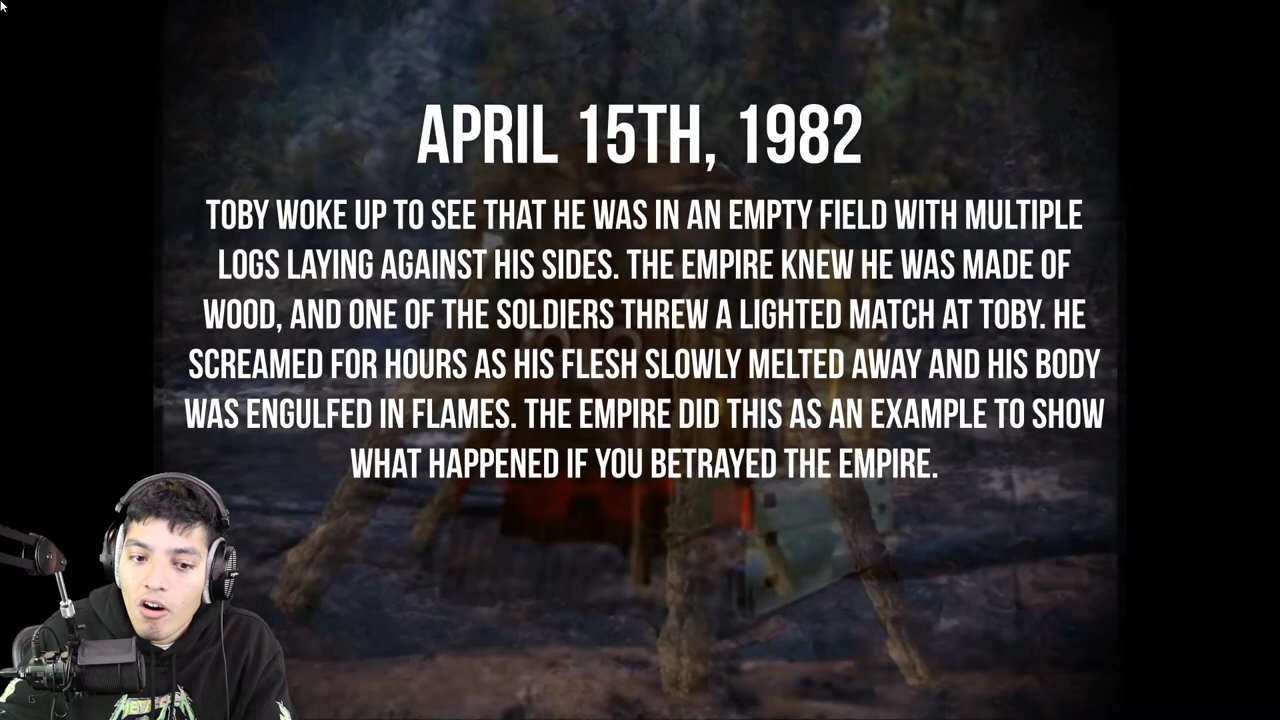 APRIL 15TH, 1982
TOBY WOKE UP TO SEE THAT HE WAS IN AN EMPTY FIELD WITH MULTIPLE
LOGS LAYING AGAINST HIS SIDES. THE EMPIRE KNEW HE WAS MADE OF
WOOD, AND ONE OF THE SOLDIERS THREW A LIGHTED MATCH AT TOBY. HE
SCREAMED FOR HOURS AS HIS FLESH SLOWLY MELTED AWAY AND HIS BODY
WAS ENGULFED IN FLAMES. THE EMPIRE DID THIS AS AN EXAMPLE TO SHOW
WHAT HAPPENED IF YOU BETRAYED THE EMPIRE.